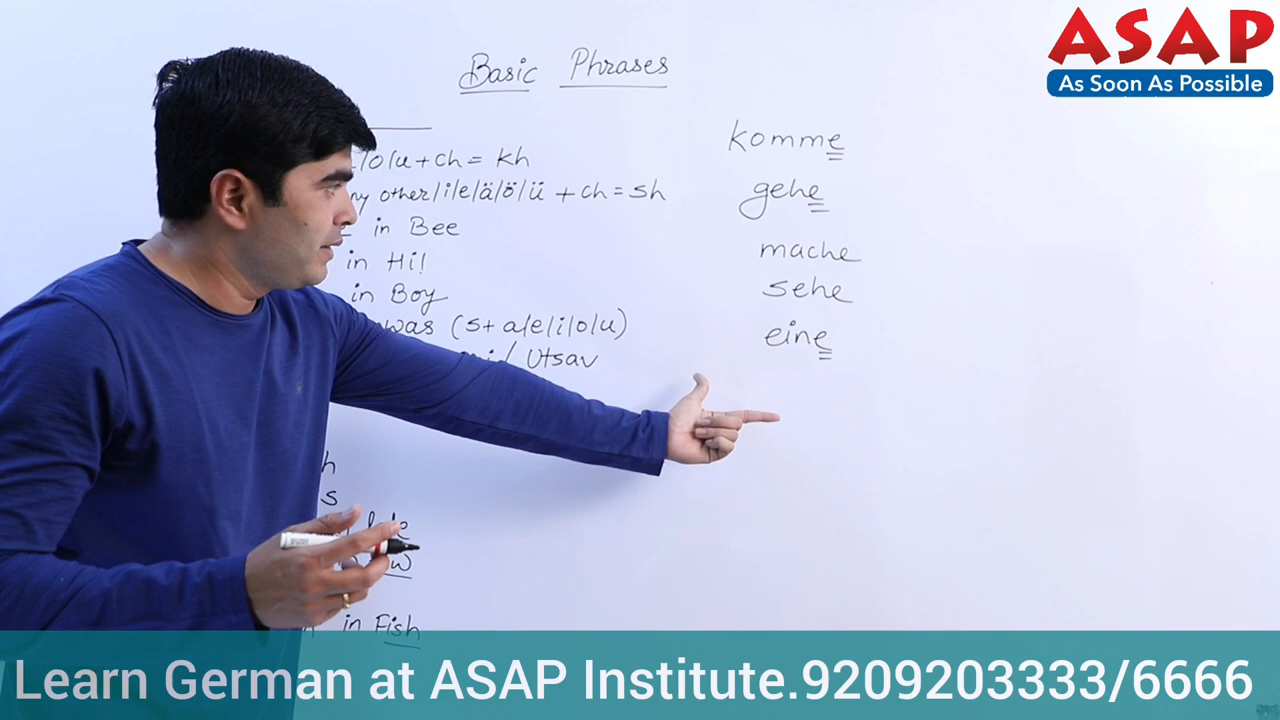 ASAP
As Soon As Possible
Basic Phrases
/o/u + ch = kh
other/i/e/ä/ö/ü + ch = sh
in Bee
in Hi!
in Boy
was (s+ a/e/i/o/u)
Utsav
h
s
w
in Fish
komme
gehe
mache
sehe
eine
Learn German at ASAP Institute.9209203333/6666